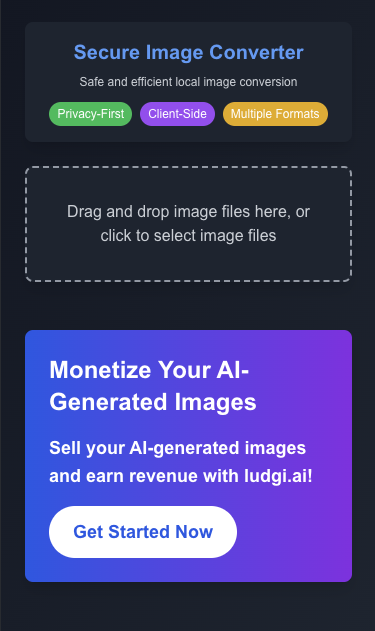 Secure Image Converter
Safe and efficient local image conversion
Privacy-First Client-Side Multiple Formats
Drag and drop image files here, or
click to select image files
Monetize Your AI-
Generated Images
Sell your AI-generated images
and earn revenue with ludgi.ai!
Get Started Now